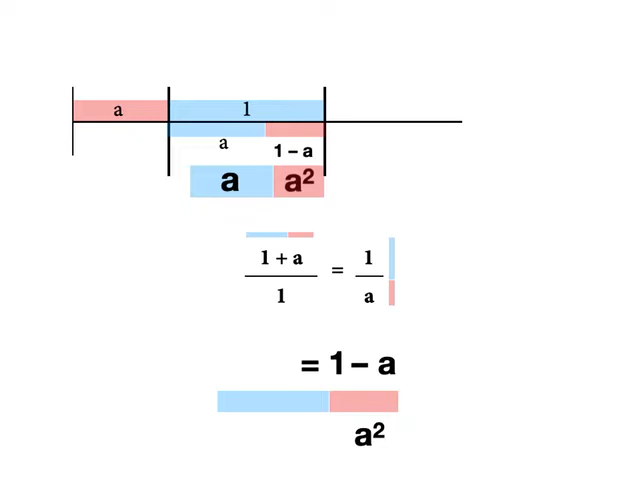 a 1
a
1 – a
a a²
1 + a / 1 = 1 / a
= 1 – a
a²